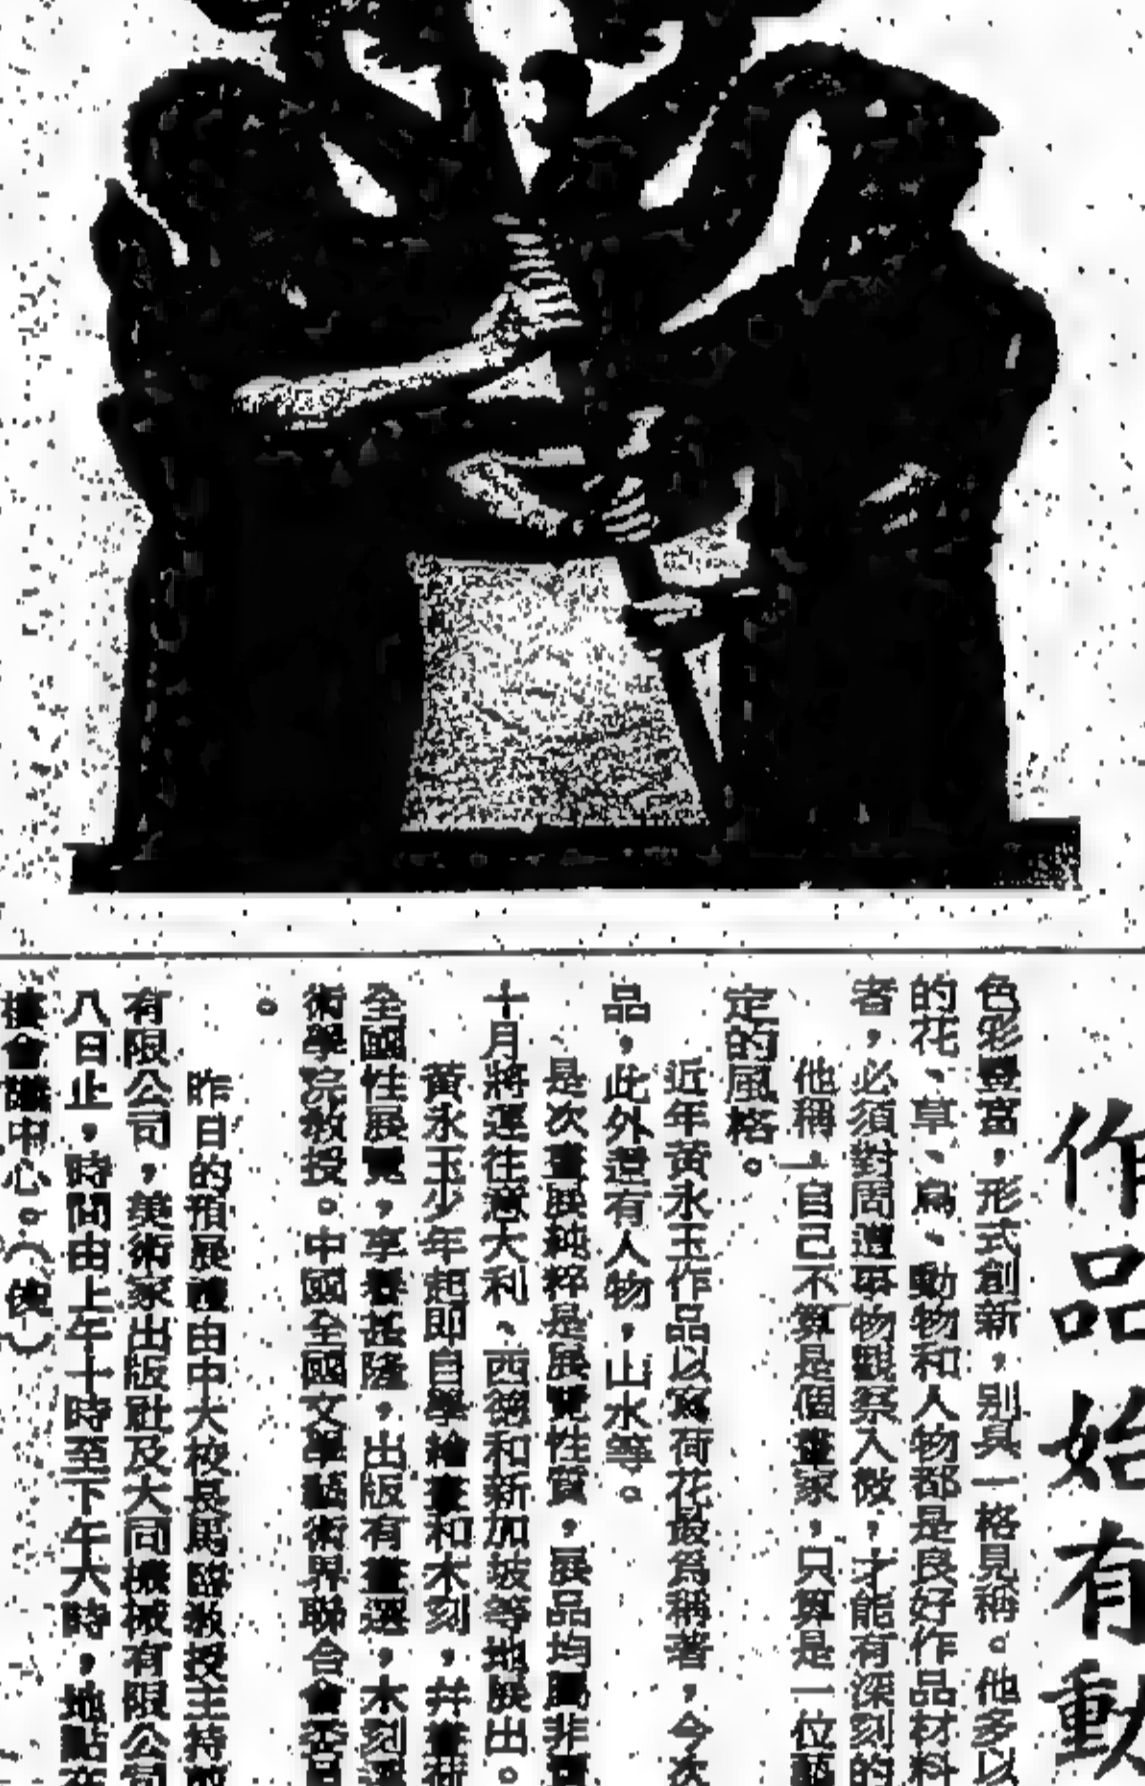 作品始有動
色彩豐富，形式創新，別具一格見稱。他多以
的花、草、鳥、動物和人物都是良好作品材料
者，必須對周遭事物觀察入微，才能有深刻的
他稱自己不算是個畫家，只算是一位藝
定的風格。
近年黃永玉作品以寫荷花最爲稱著，今次
品，此外還有人物，山水等。
是次畫展純粹是展覽性質，展品均屬非
十月將運往意大利、西德和新加坡等地展出。
黃永玉少年起即自學繪畫和木刻，幷
全國性展覽，享譽甚隆，出版有畫選，木刻選
術學院敎授。中國全國文學藝術界聯合會委員
。
昨日的預展禮由中大校長馬臨敎授主持
有限公司，美術家出版社及大同機械有限公司
八日止，時間由上午十時至下午六時，地點在
樓會議中心。